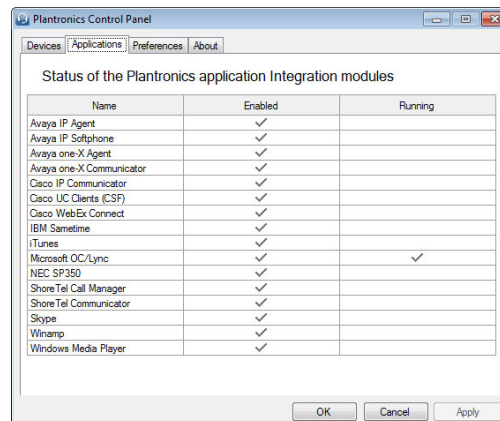 Plantronics Control Panel
Devices Applications Preferences About
Status of the Plantronics application Integration modules
Name Enabled Running
Avaya IP Agent
Avaya IP Softphone
Avaya one-X Agent
Avaya one-X Communicator
Cisco IP Communicator
Cisco UC Clients (CSF)
Cisco WebEx Connect
IBM Sametime
iTunes
Microsoft OC/Lync
NEC SP350
ShoreTel Call Manager
ShoreTel Communicator
Skype
Winamp
Windows Media Player
OK Cancel Apply